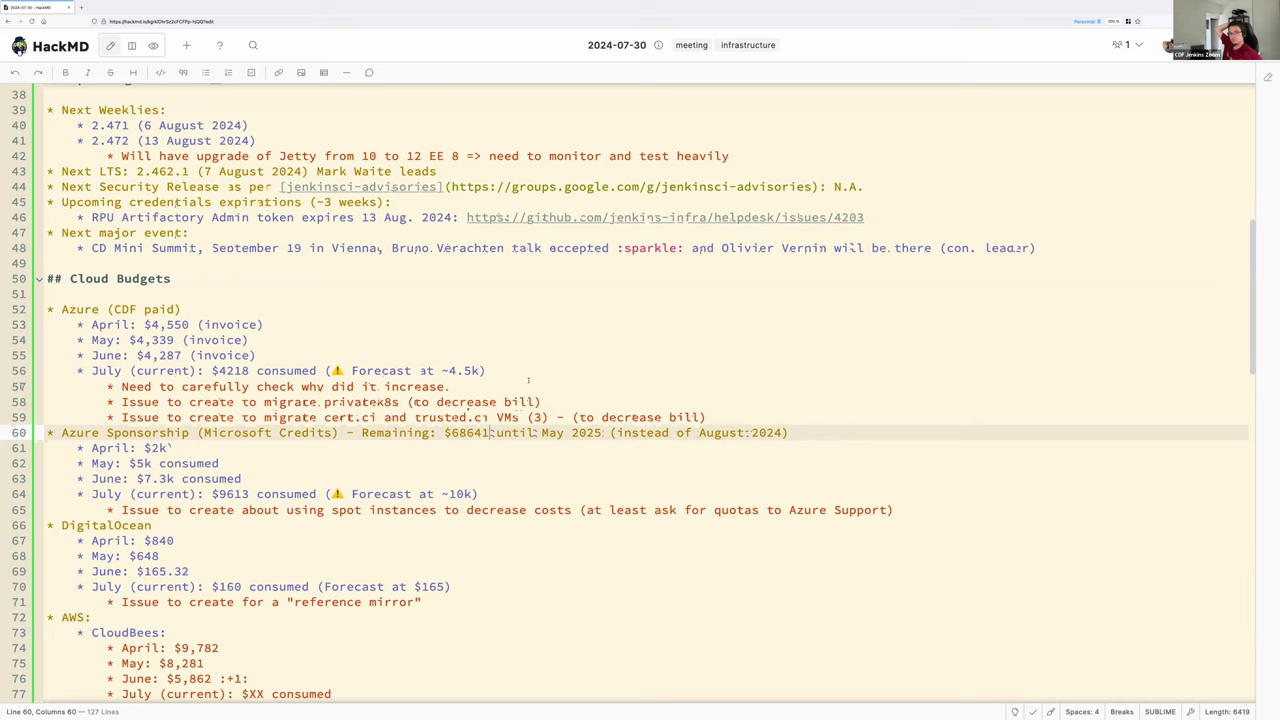 2024-07-30
https://hackmd.io/
Personnel
200 %
HackMD
2024-07-30
meeting
infrastructure
1
CDF Jenkins Zoom
38
39 * Next Weeklies:
40 * 2.471 (6 August 2024)
41 * 2.472 (13 August 2024)
42 * Will have upgrade of Jetty from 10 to 12 EE 8 => need to monitor and test heavily
43 * Next LTS: 2.462.1 (7 August 2024) Mark Waite leads
44 * Next Security Release as per [jenkinsci-advisories](https://groups.google.com/g/jenkinsci-advisories): N.A.
45 * Upcoming credentials expirations (~3 weeks):
46 * RPU Artifactory Admin token expires 13 Aug. 2024: https://github.com/jenkins-infra/helpdesk/issues/4203
47 * Next major event:
48 * CD Mini Summit, September 19 in Vienna, Bruno Verachten talk accepted :sparkle: and Olivier Vernin will be there (con. leader)
49
50 ## Cloud Budgets
51
52 * Azure (CDF paid)
53 * April: $4,550 (invoice)
54 * May: $4,339 (invoice)
55 * June: $4,287 (invoice)
56 * July (current): $4218 consumed (⚠️ Forecast at ~4.5k)
57 * Need to carefully check why did it increase.
58 * Issue to create to migrate privatek8s (to decrease bill)
59 * Issue to create to migrate cert.ci and trusted.ci VMs (3) - (to decrease bill)
60 * Azure Sponsorship (Microsoft Credits) - Remaining: $68641 until May 2025 (instead of August 2024)
61 * April: $2k`
62 * May: $5k consumed
63 * June: $7.3k consumed
64 * July (current): $9613 consumed (⚠️ Forecast at ~10k)
65 * Issue to create about using spot instances to decrease costs (at least ask for quotas to Azure Support)
66 * DigitalOcean
67 * April: $840
68 * May: $648
69 * June: $165.32
70 * July (current): $160 consumed (Forecast at $165)
71 * Issue to create for a "reference mirror"
72 * AWS:
73 * CloudBees:
74 * April: $9,782
75 * May: $8,281
76 * June: $5,862 :+1:
77 * July (current): $XX consumed
Line 60, Columns 60 — 127 Lines
Spaces: 4
Breaks
SUBLIME
Length: 6419